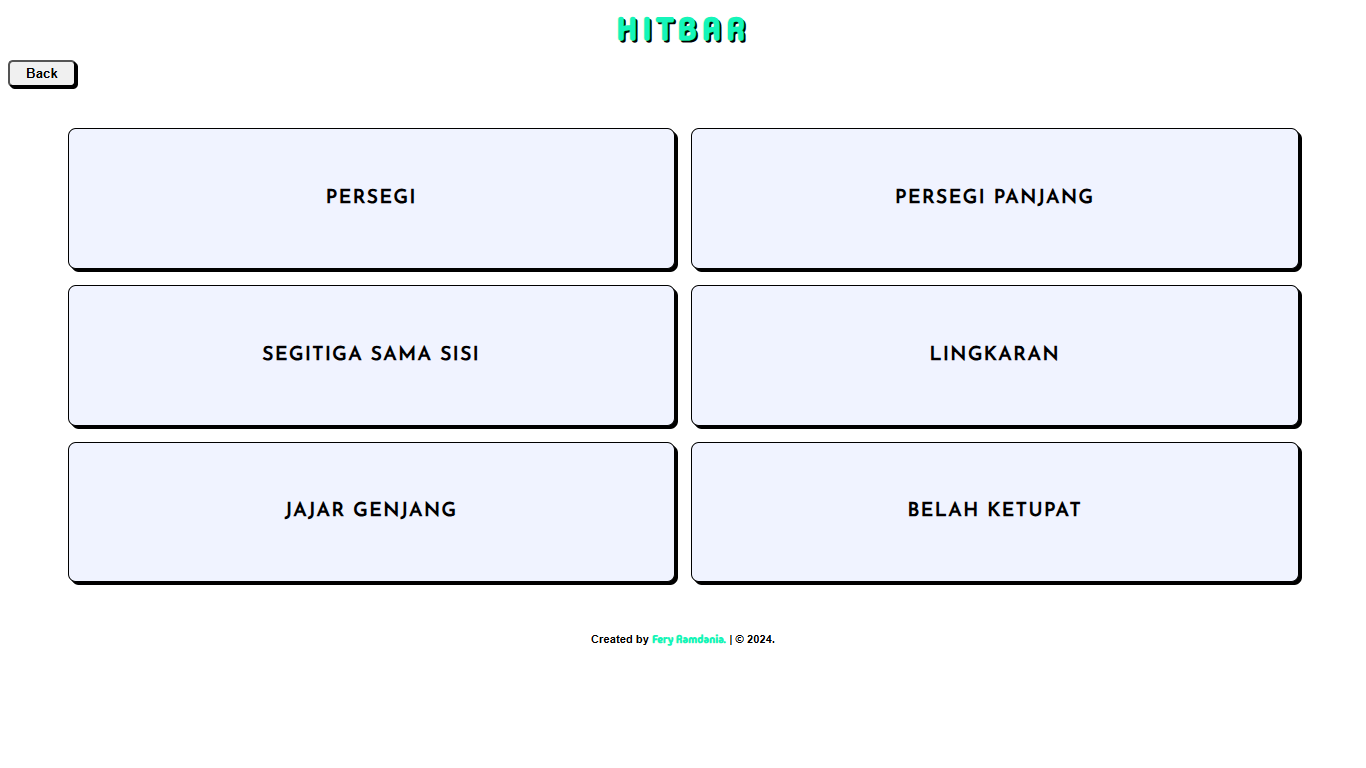 HITBAR
Back
PERSEGI
PERSEGI PANJANG
SEGITIGA SAMA SISI
LINGKARAN
JAJAR GENJANG
BELAH KETUPAT
Created by Fery Ramdania. | © 2024.